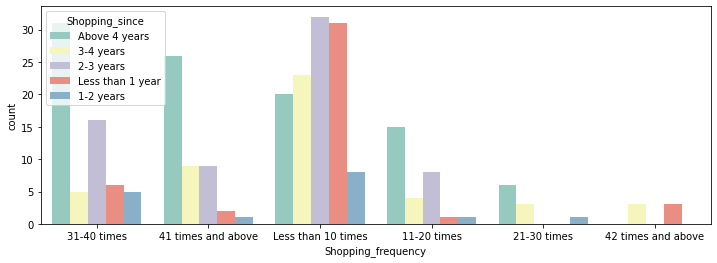 Shopping_since
Above 4 years
3-4 years
2-3 years
Less than 1 year
1-2 years
30
25
20
15
10
5
0
count
31-40 times
41 times and above
Less than 10 times
11-20 times
21-30 times
42 times and above
Shopping_frequency